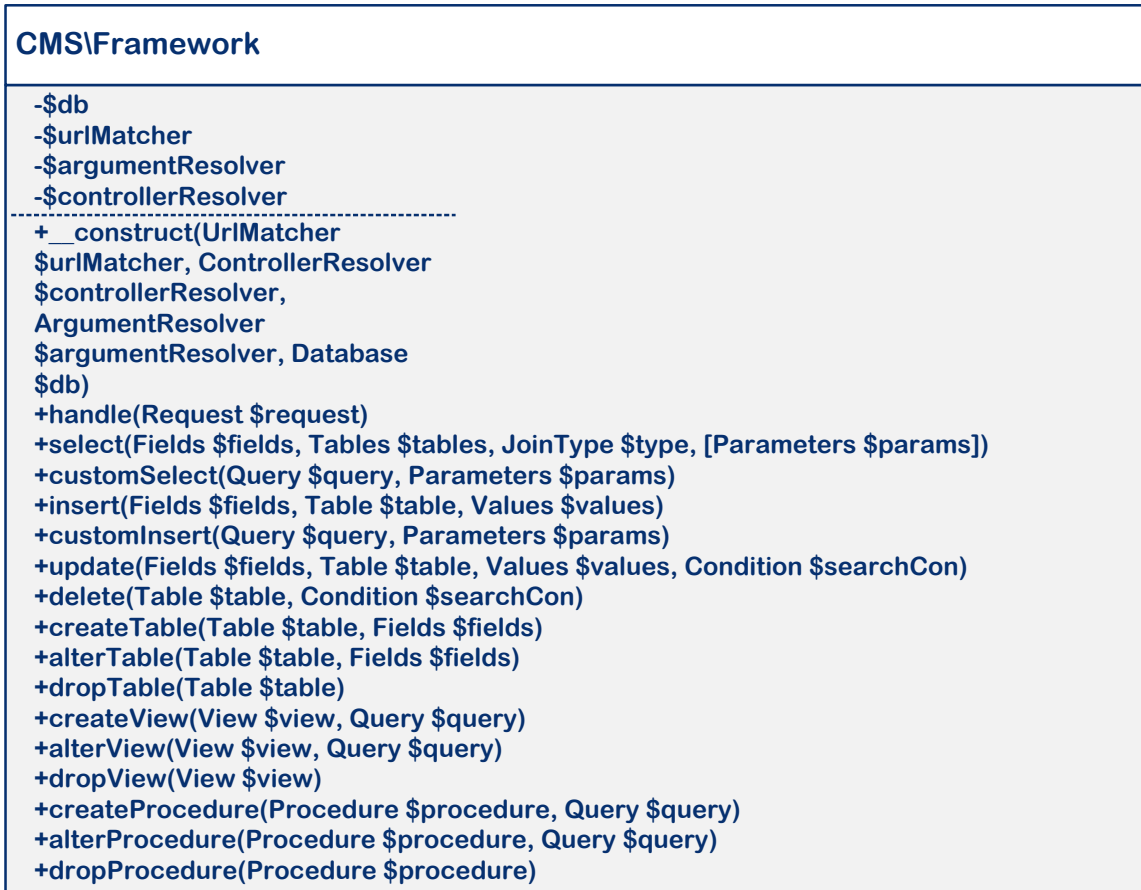 CMS\Framework
-$db
-$urlMatcher
-$argumentResolver
-$controllerResolver
+__construct(UrlMatcher
$urlMatcher, ControllerResolver
$controllerResolver,
ArgumentResolver
$argumentResolver, Database
$db)
+handle(Request $request)
+select(Fields $fields, Tables $tables, JoinType $type, [Parameters $params])
+customSelect(Query $query, Parameters $params)
+insert(Fields $fields, Table $table, Values $values)
+customInsert(Query $query, Parameters $params)
+update(Fields $fields, Table $table, Values $values, Condition $searchCon)
+delete(Table $table, Condition $searchCon)
+createTable(Table $table, Fields $fields)
+alterTable(Table $table, Fields $fields)
+dropTable(Table $table)
+createView(View $view, Query $query)
+alterView(View $view, Query $query)
+dropView(View $view)
+createProcedure(Procedure $procedure, Query $query)
+alterProcedure(Procedure $procedure, Query $query)
+dropProcedure(Procedure $procedure)